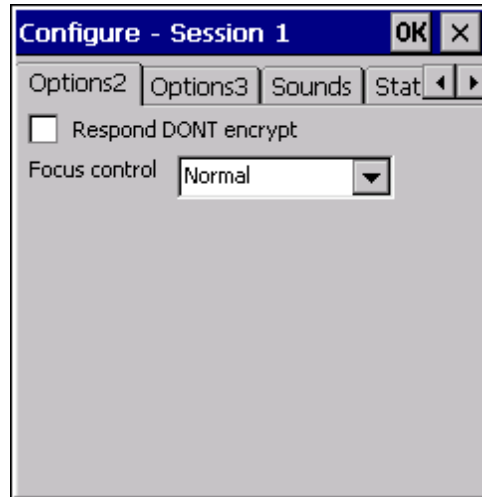 Configure - Session 1 OK
Options2 Options3 Sounds Stat
Respond DONT encrypt
Focus control Normal